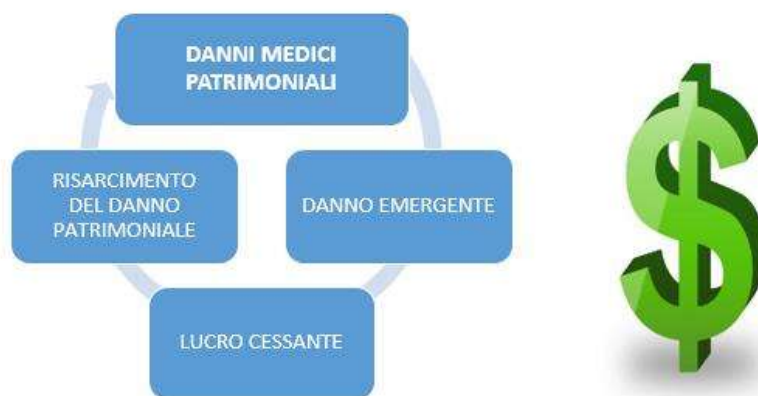 DANNI MEDICI
PATRIMONIALI
DANNO EMERGENTE
LUCRO CESSANTE
RISARCIMENTO
DEL DANNO
PATRIMONIALE